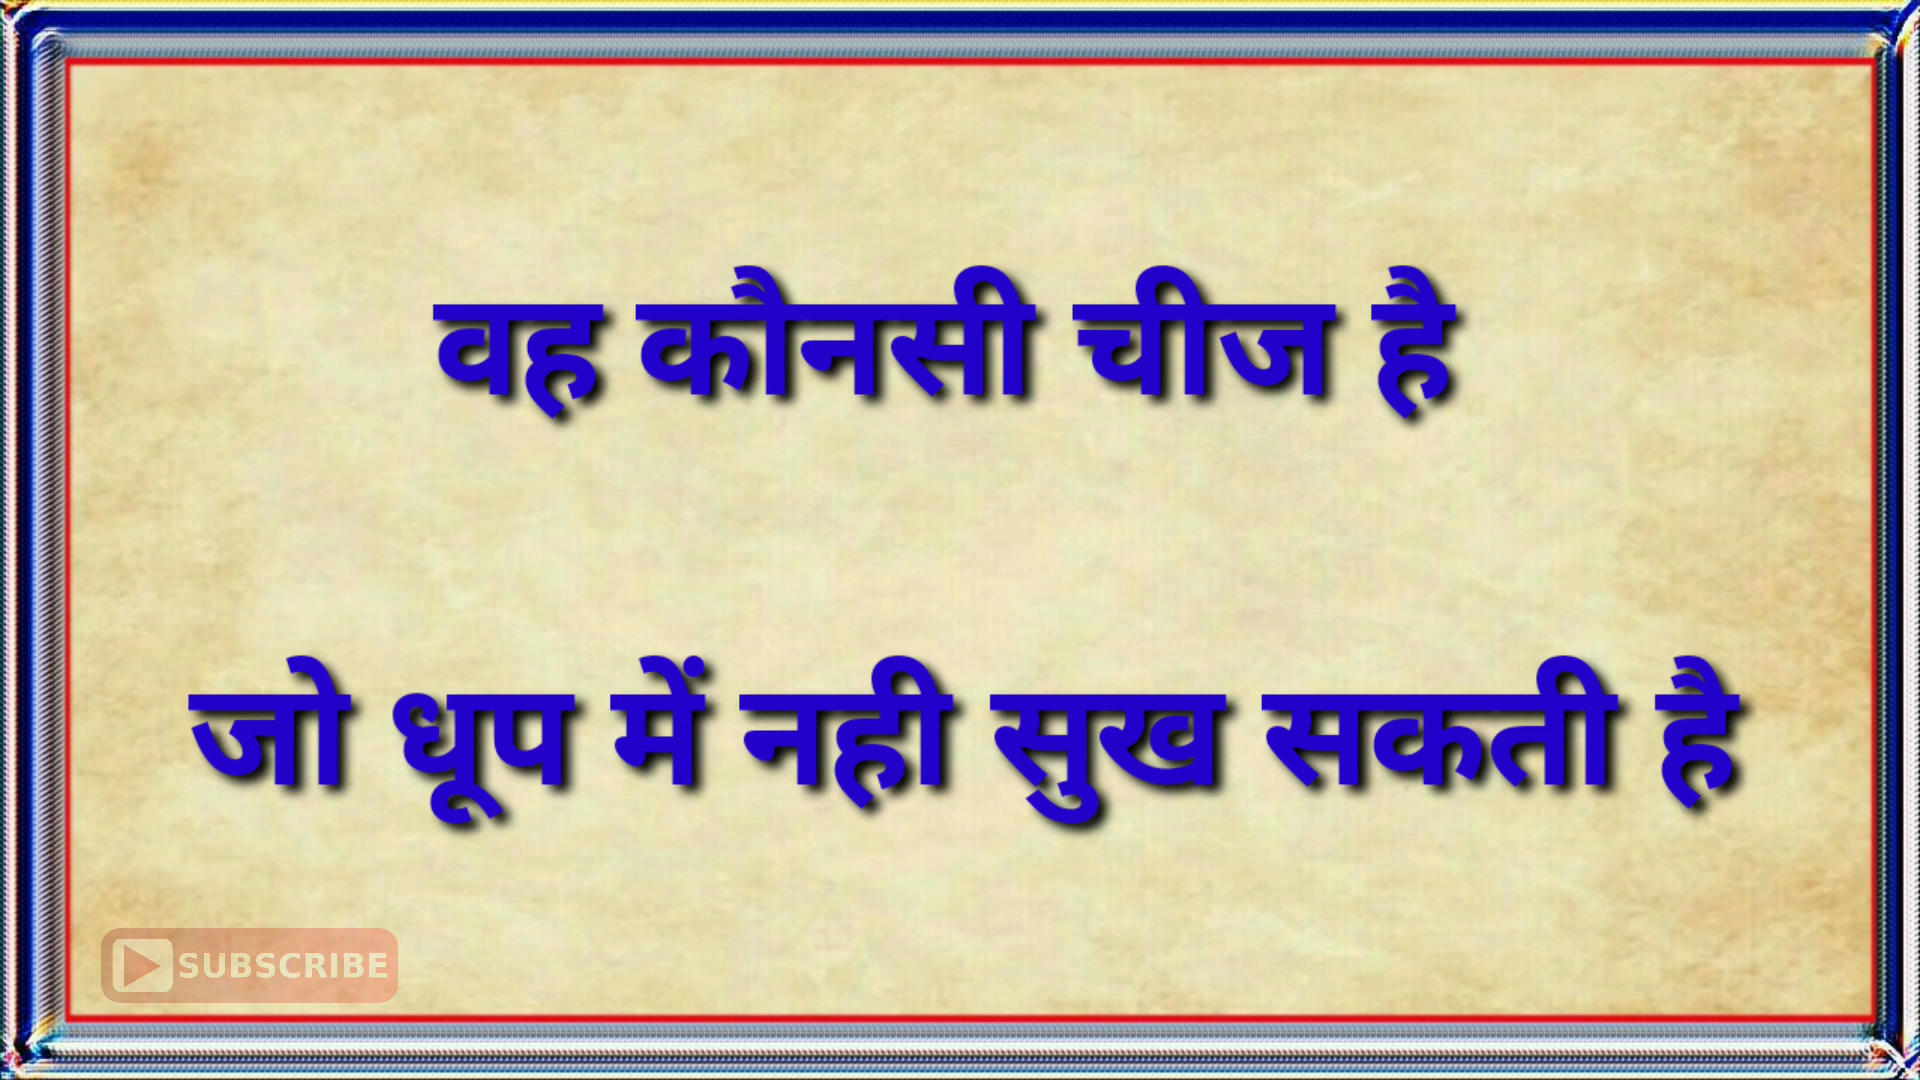 वह कौनसी चीज है
जो धूप में नही सुख सकती है
SUBSCRIBE